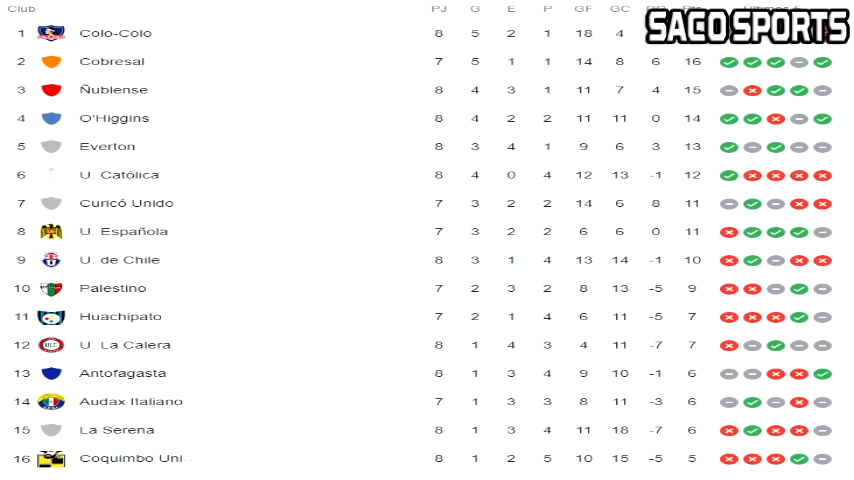 Club PJ G E P GF GC
SACO SPORTS
1 Colo-Colo 8 5 2 1 18 4
2 Cobresal 7 5 1 1 14 8 6 16
3 Ñublense 8 4 3 1 11 7 4 15
4 O'Higgins 8 4 2 2 11 11 0 14
5 Everton 8 3 4 1 9 6 3 13
6 U. Católica 8 4 0 4 12 13 -1 12
7 Curicó Unido 7 3 2 2 14 6 8 11
8 U. Española 7 3 2 2 6 6 0 11
9 U. de Chile 8 3 1 4 13 14 -1 10
10 Palestino 7 2 3 2 8 13 -5 9
11 Huachipato 7 2 1 4 6 11 -5 7
12 U. La Calera 8 1 4 3 4 11 -7 7
13 Antofagasta 8 1 3 4 9 10 -1 6
14 Audax Italiano 7 1 3 3 8 11 -3 6
15 La Serena 8 1 3 4 11 18 -7 6
16 Coquimbo Uni... 8 1 2 5 10 15 -5 5